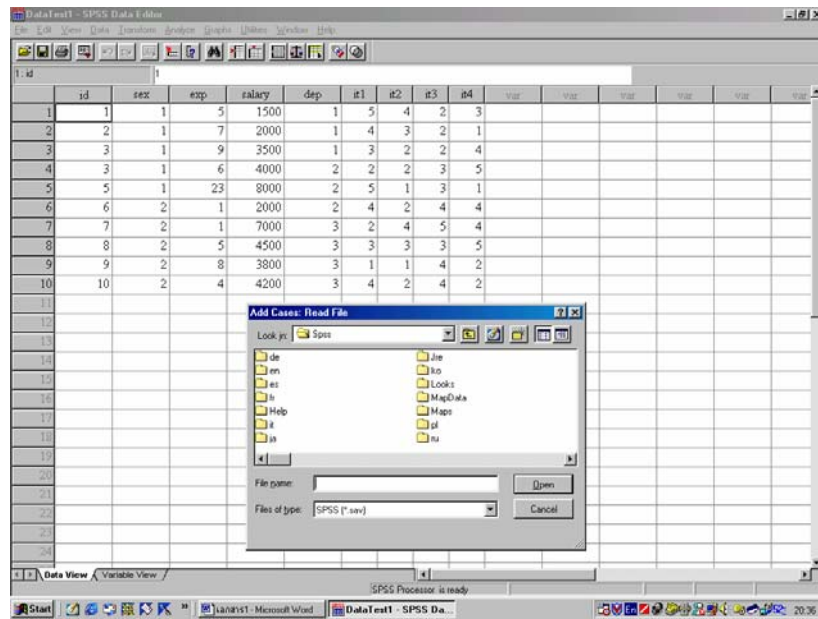 DataTest1 - SPSS Data Editor
File Edit View Data Transform Analyze Graphs Utilities Window Help
1 : id 1
id sex exp salary dep it1 it2 it3 it4 var var var var var var
1 1 1 5 1500 1 5 4 2 3
2 2 1 7 2000 1 4 3 2 1
3 3 1 9 3500 1 3 2 2 4
4 3 1 6 4000 2 2 2 3 5
5 5 1 23 8000 2 5 1 3 1
6 6 2 1 2000 2 4 2 4 4
7 7 2 1 7000 3 2 4 5 4
8 8 2 5 4500 3 3 3 3 5
9 9 2 8 3800 3 1 1 4 2
10 10 2 4 4200 3 4 2 4 2
11
12
13
14
15
16
17
18
19
20
21
22
23
24
Add Cases: Read File
Look in: Spss
de Jre
en ko
es Looks
fr MapData
Help Maps
it pl
ja ru
File name: Open
Files of type: SPSS (*.sav) Cancel
Data View Variable View
SPSS Processor is ready
Start เอกสาร1 - Microsoft Word DataTest1 - SPSS Da... En 20:36